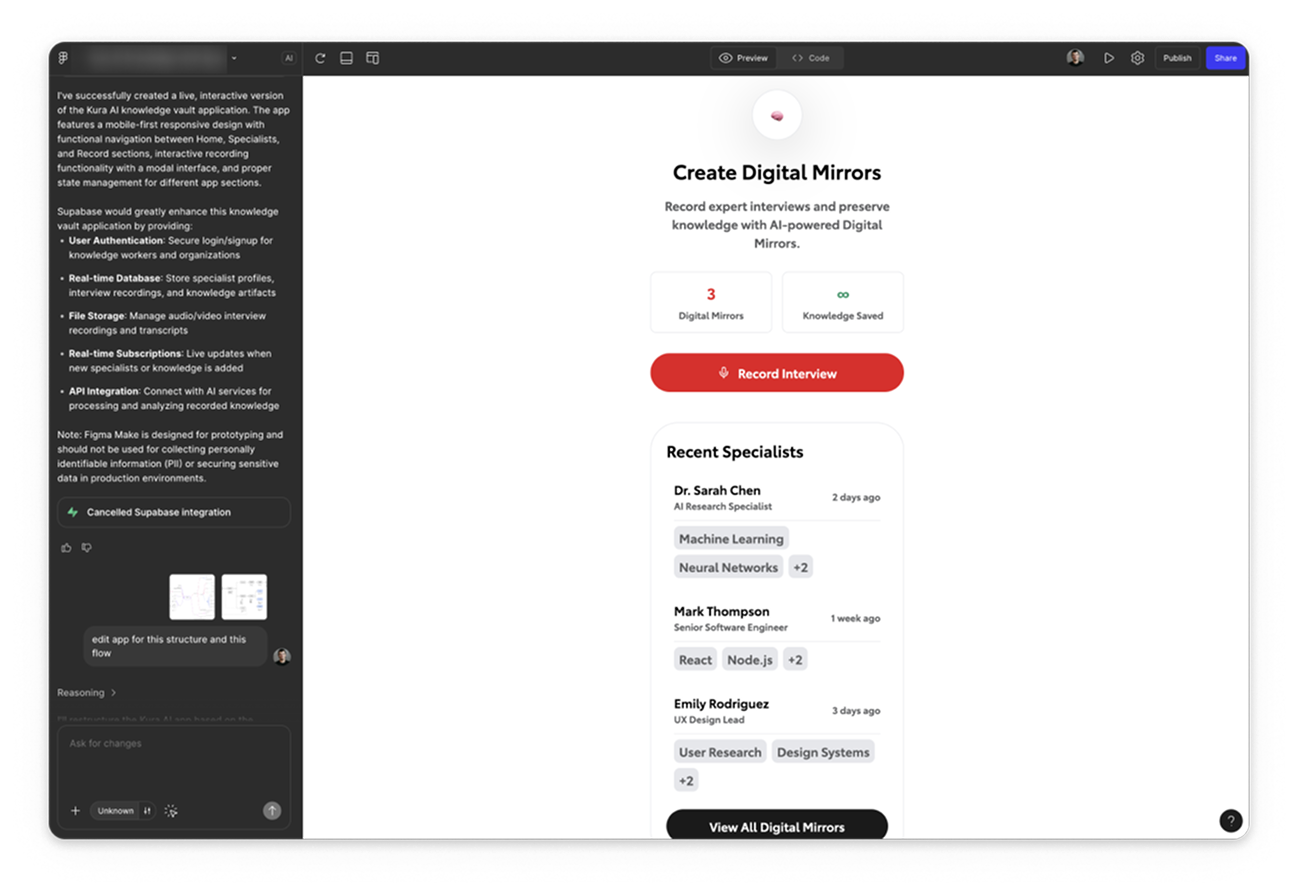 AI
Preview
Code
Publish
Share
I've successfully created a live, interactive version
of the Kura AI knowledge vault application. The app
features a mobile-first responsive design with
functional navigation between Home, Specialists,
and Record sections, interactive recording
functionality with a modal interface, and proper
state management for different app sections.
Supabase would greatly enhance this knowledge
vault application by providing:
• User Authentication: Secure login/signup for
knowledge workers and organizations
• Real-time Database: Store specialist profiles,
interview recordings, and knowledge artifacts
• File Storage: Manage audio/video interview
recordings and transcripts
• Real-time Subscriptions: Live updates when
new specialists or knowledge is added
• API Integration: Connect with AI services for
processing and analyzing recorded knowledge
Note: Figma Make is designed for prototyping and
should not be used for collecting personally
identifiable information (PII) or securing sensitive
data in production environments.
Cancelled Supabase integration
edit app for this structure and this
flow
Reasoning
I'll restructure the Kura AI app based on the
Ask for changes
Unknown
Create Digital Mirrors
Record expert interviews and preserve
knowledge with AI-powered Digital
Mirrors.
3
Digital Mirrors
∞
Knowledge Saved
Record Interview
Recent Specialists
Dr. Sarah Chen
2 days ago
AI Research Specialist
Machine Learning
Neural Networks +2
Mark Thompson
1 week ago
Senior Software Engineer
React Node.js +2
Emily Rodriguez
3 days ago
UX Design Lead
User Research Design Systems
+2
View All Digital Mirrors
?